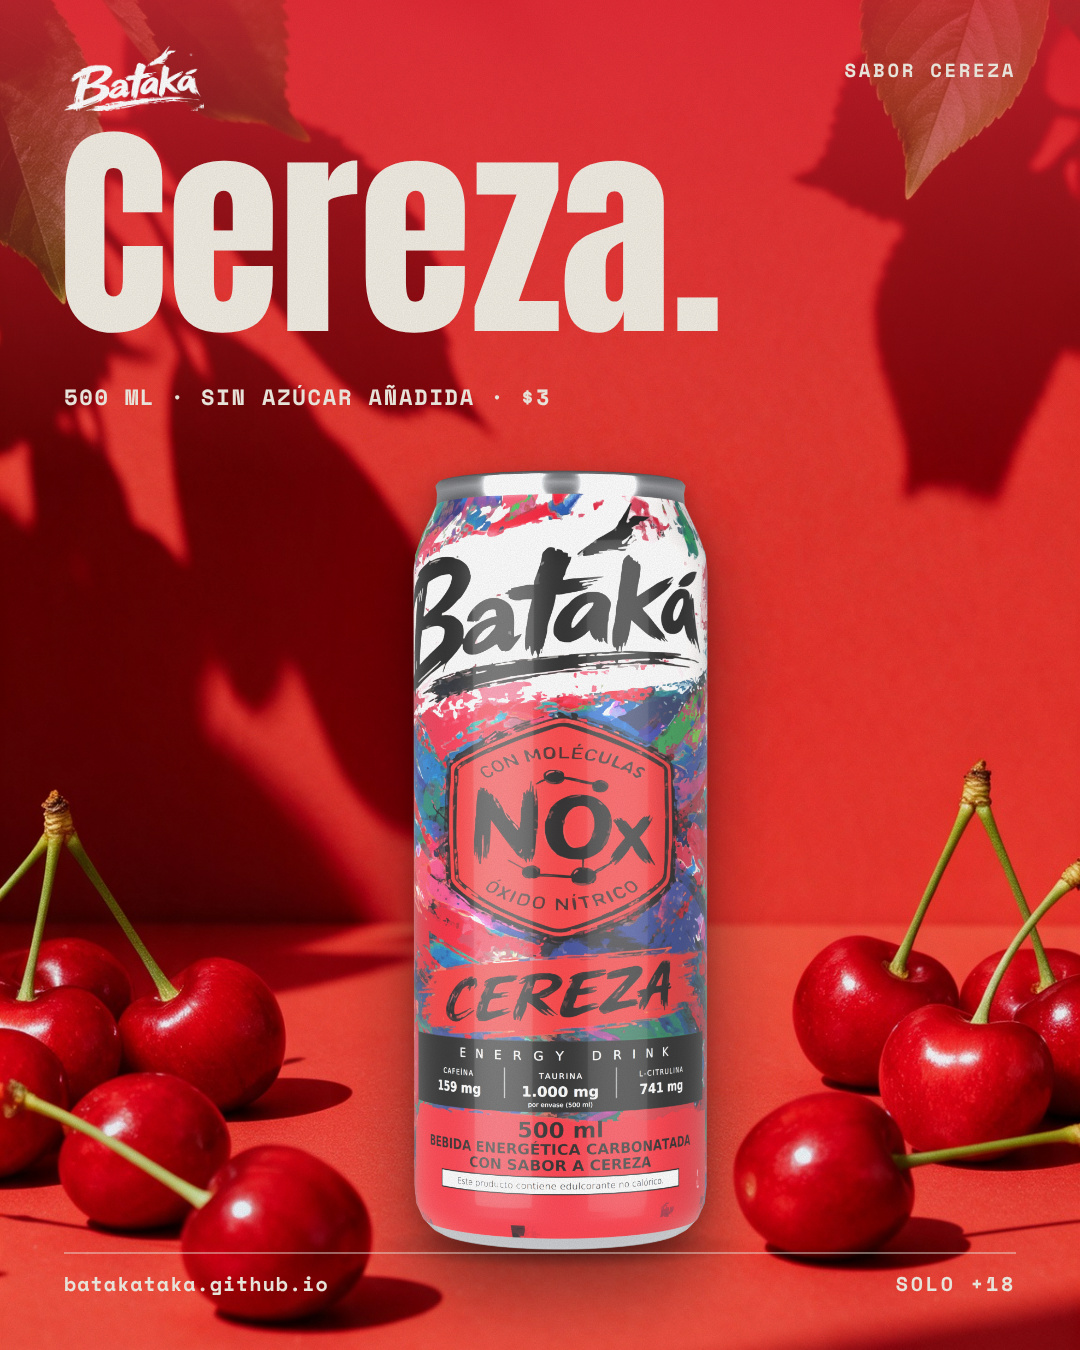 Bataká
SABOR CEREZA
Cereza.
500 ML · SIN AZÚCAR AÑADIDA · $3
Bataká
CON MOLÉCULAS
NOx
ÓXIDO NÍTRICO
CEREZA
ENERGY DRINK
CAFEÍNA
159 mg
TAURINA
1.000 mg
por envase (500 ml)
L-CITRULINA
741 mg
500 ml
BEBIDA ENERGÉTICA CARBONATADA
CON SABOR A CEREZA
Este producto contiene edulcorante no calórico.
batakataka.github.io
SOLO +18